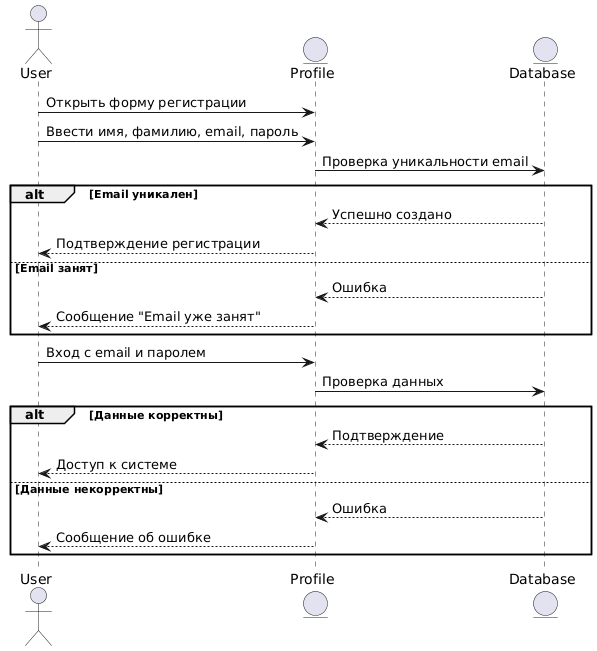 User
Profile
Database
Открыть форму регистрации
Ввести имя, фамилию, email, пароль
Проверка уникальности email
alt [Email уникален]
Успешно создано
Подтверждение регистрации
[Email занят]
Ошибка
Сообщение "Email уже занят"
Вход с email и паролем
Проверка данных
alt [Данные корректны]
Подтверждение
Доступ к системе
[Данные некорректны]
Ошибка
Сообщение об ошибке
User
Profile
Database